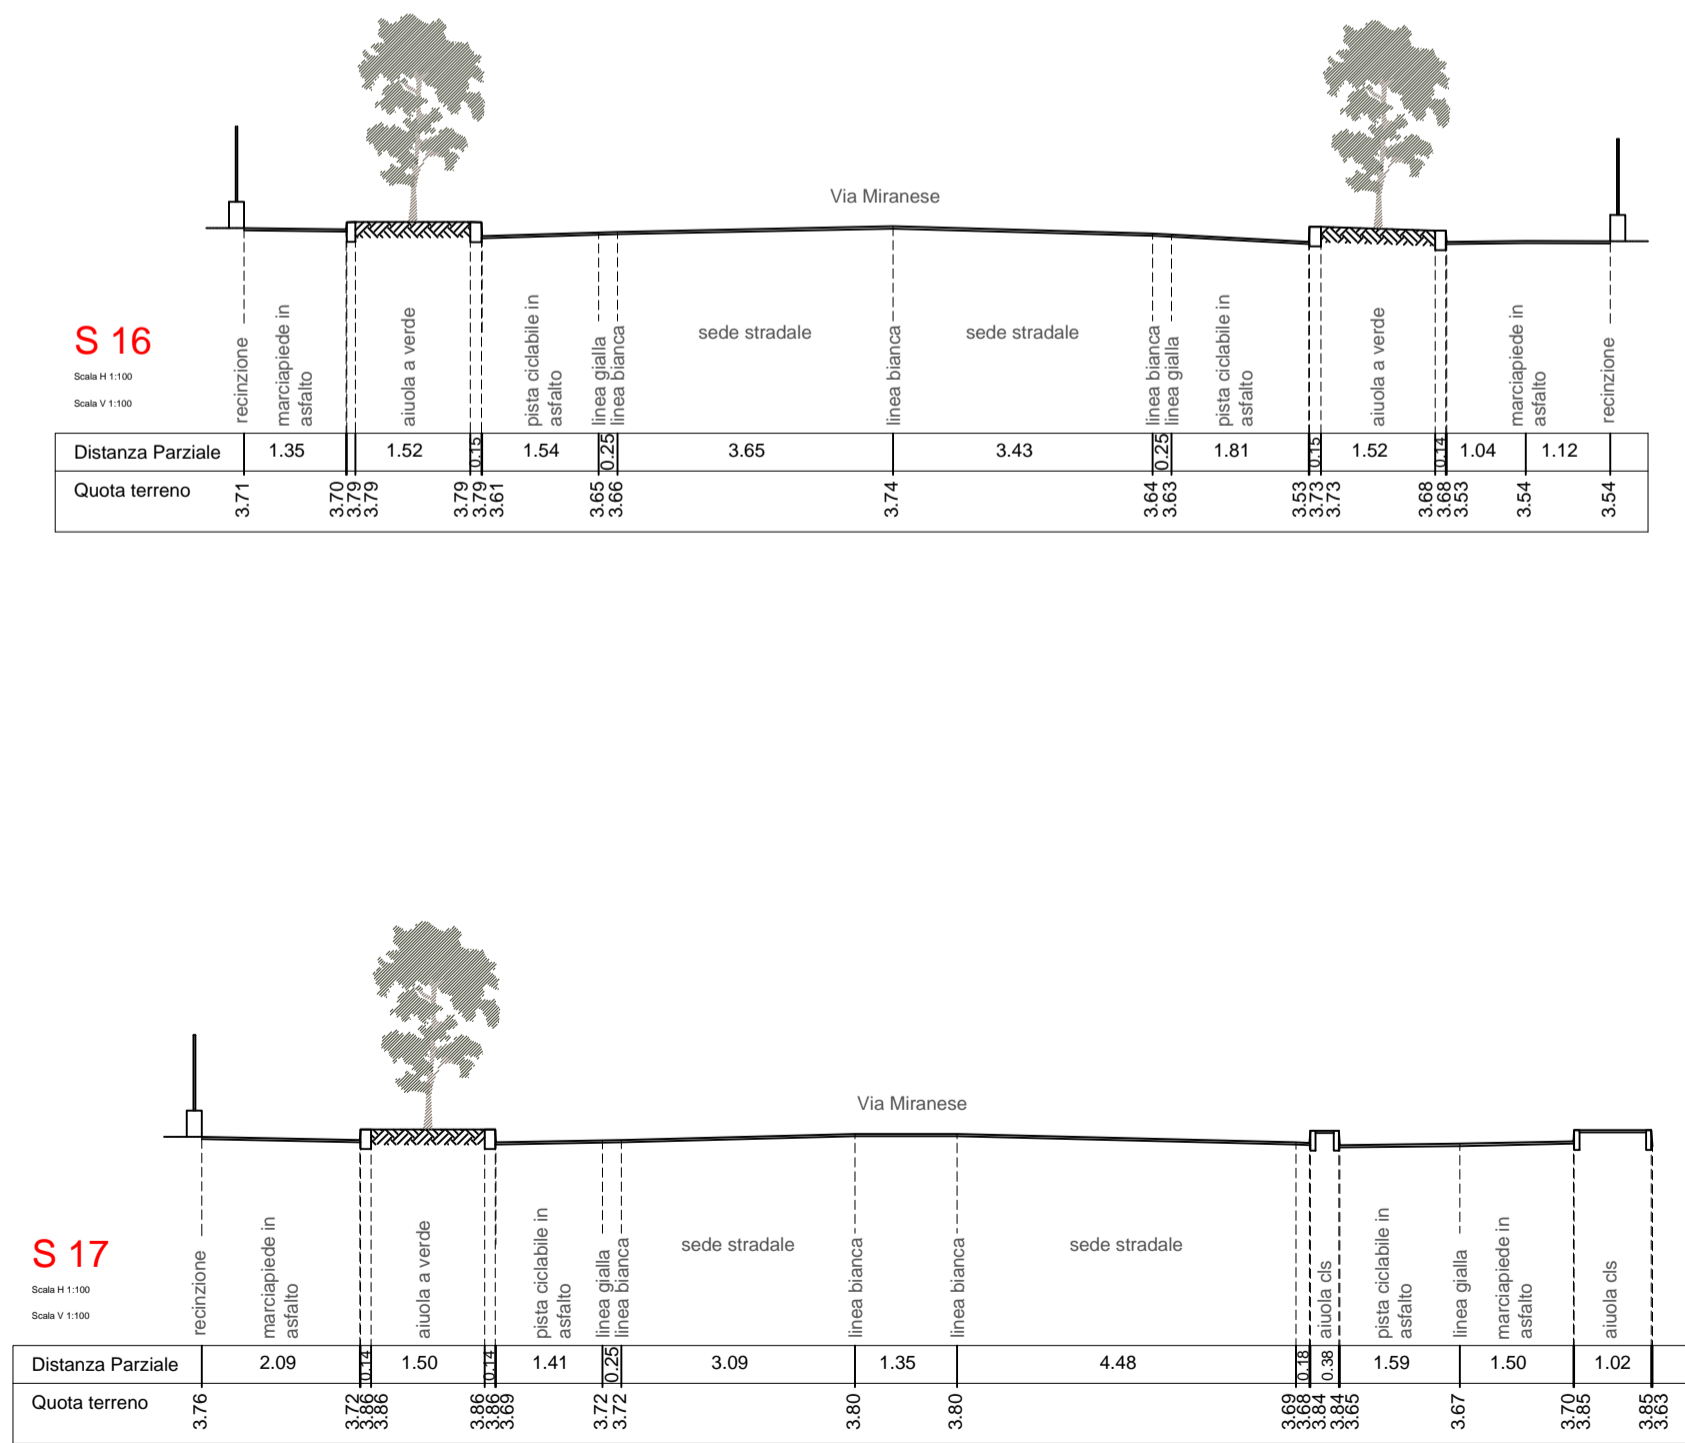 Via Miranese
S 16
Scala H 1:100
Scala V 1:100
recinzione
marciapiede in
asfalto
aiuola a verde
pista ciclabile in
asfalto
linea gialla
linea bianca
sede stradale
linea bianca
sede stradale
linea bianca
linea gialla
pista ciclabile in
asfalto
aiuola a verde
marciapiede in
asfalto
recinzione
Distanza Parziale 1.35 1.52 0.15 1.54 0.25 3.65 3.43 0.25 1.81 0.15 1.52 0.14 1.04 1.12
Quota terreno 3.71 3.70 3.79 3.79 3.79 3.79 3.61 3.65 3.66 3.74 3.64 3.63 3.53 3.73 3.73 3.68 3.68 3.53 3.54 3.54
Via Miranese
S 17
Scala H 1:100
Scala V 1:100
recinzione
marciapiede in
asfalto
aiuola a verde
pista ciclabile in
asfalto
linea gialla
linea bianca
sede stradale
linea bianca
linea bianca
sede stradale
aiuola cls
pista ciclabile in
asfalto
linea gialla
marciapiede in
asfalto
aiuola cls
Distanza Parziale 2.09 0.14 1.50 0.14 1.41 0.25 3.09 1.35 4.48 0.18 0.38 1.59 1.50 1.02
Quota terreno 3.76 3.72 3.86 3.86 3.86 3.86 3.69 3.72 3.72 3.80 3.80 3.69 3.68 3.84 3.84 3.65 3.67 3.70 3.85 3.85 3.63